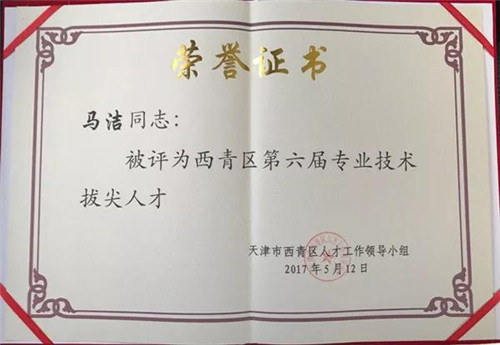 荣誉证书
马洁同志：
被评为西青区第六届专业技术
拔尖人才
天津市西青区人才工作领导小组
2017年5月12日